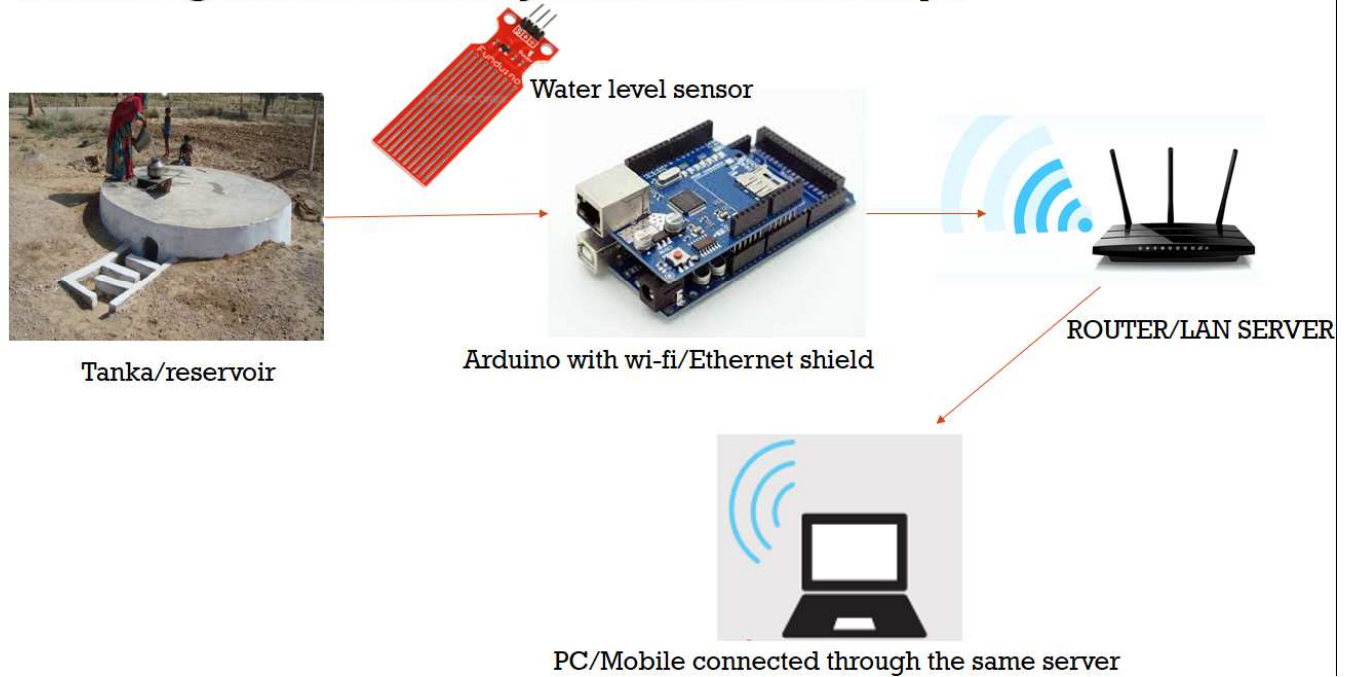 Water level sensor
Funduino
Tanka/reservoir
Arduino with wi-fi/Ethernet shield
ROUTER/LAN SERVER
PC/Mobile connected through the same server